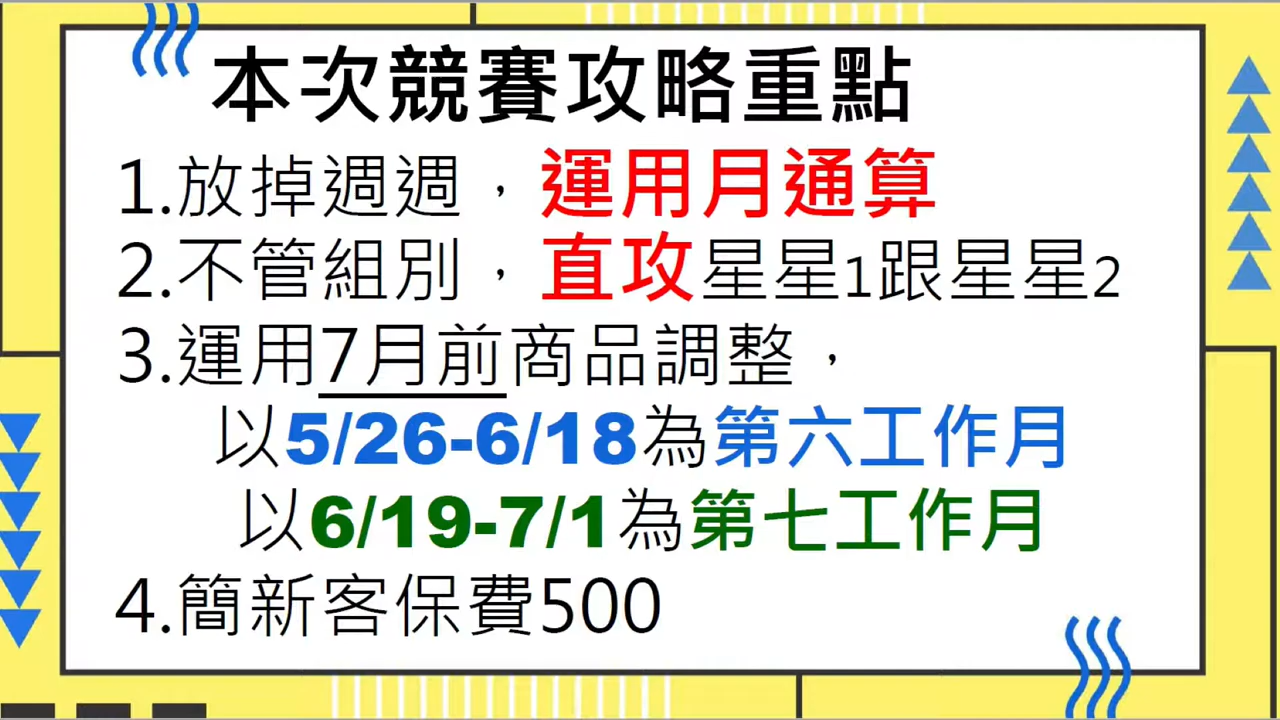 本次競賽攻略重點
1.放掉週週，運用月通算
2.不管組別，直攻星星1跟星星2
3.運用7月前商品調整，
以5/26-6/18為第六工作月
以6/19-7/1為第七工作月
4.簡新客保費500